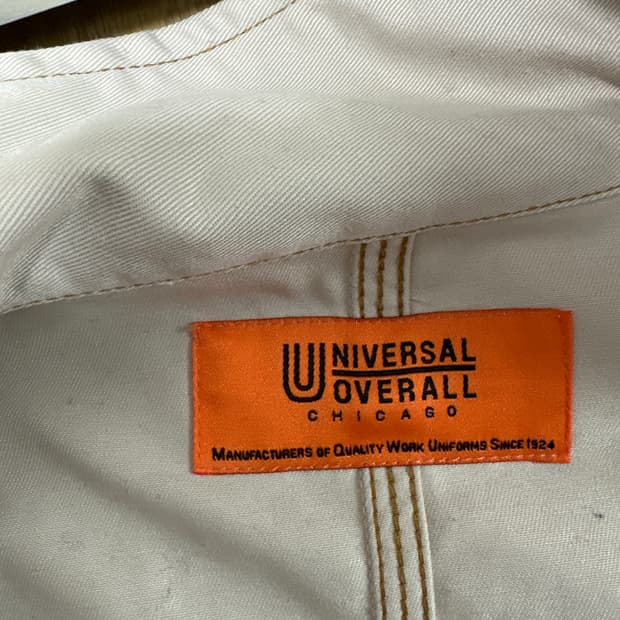 UNIVERSAL
OVERALL
CHICAGO
MANUFACTURERS OF QUALITY WORK UNIFORMS SINCE 1924